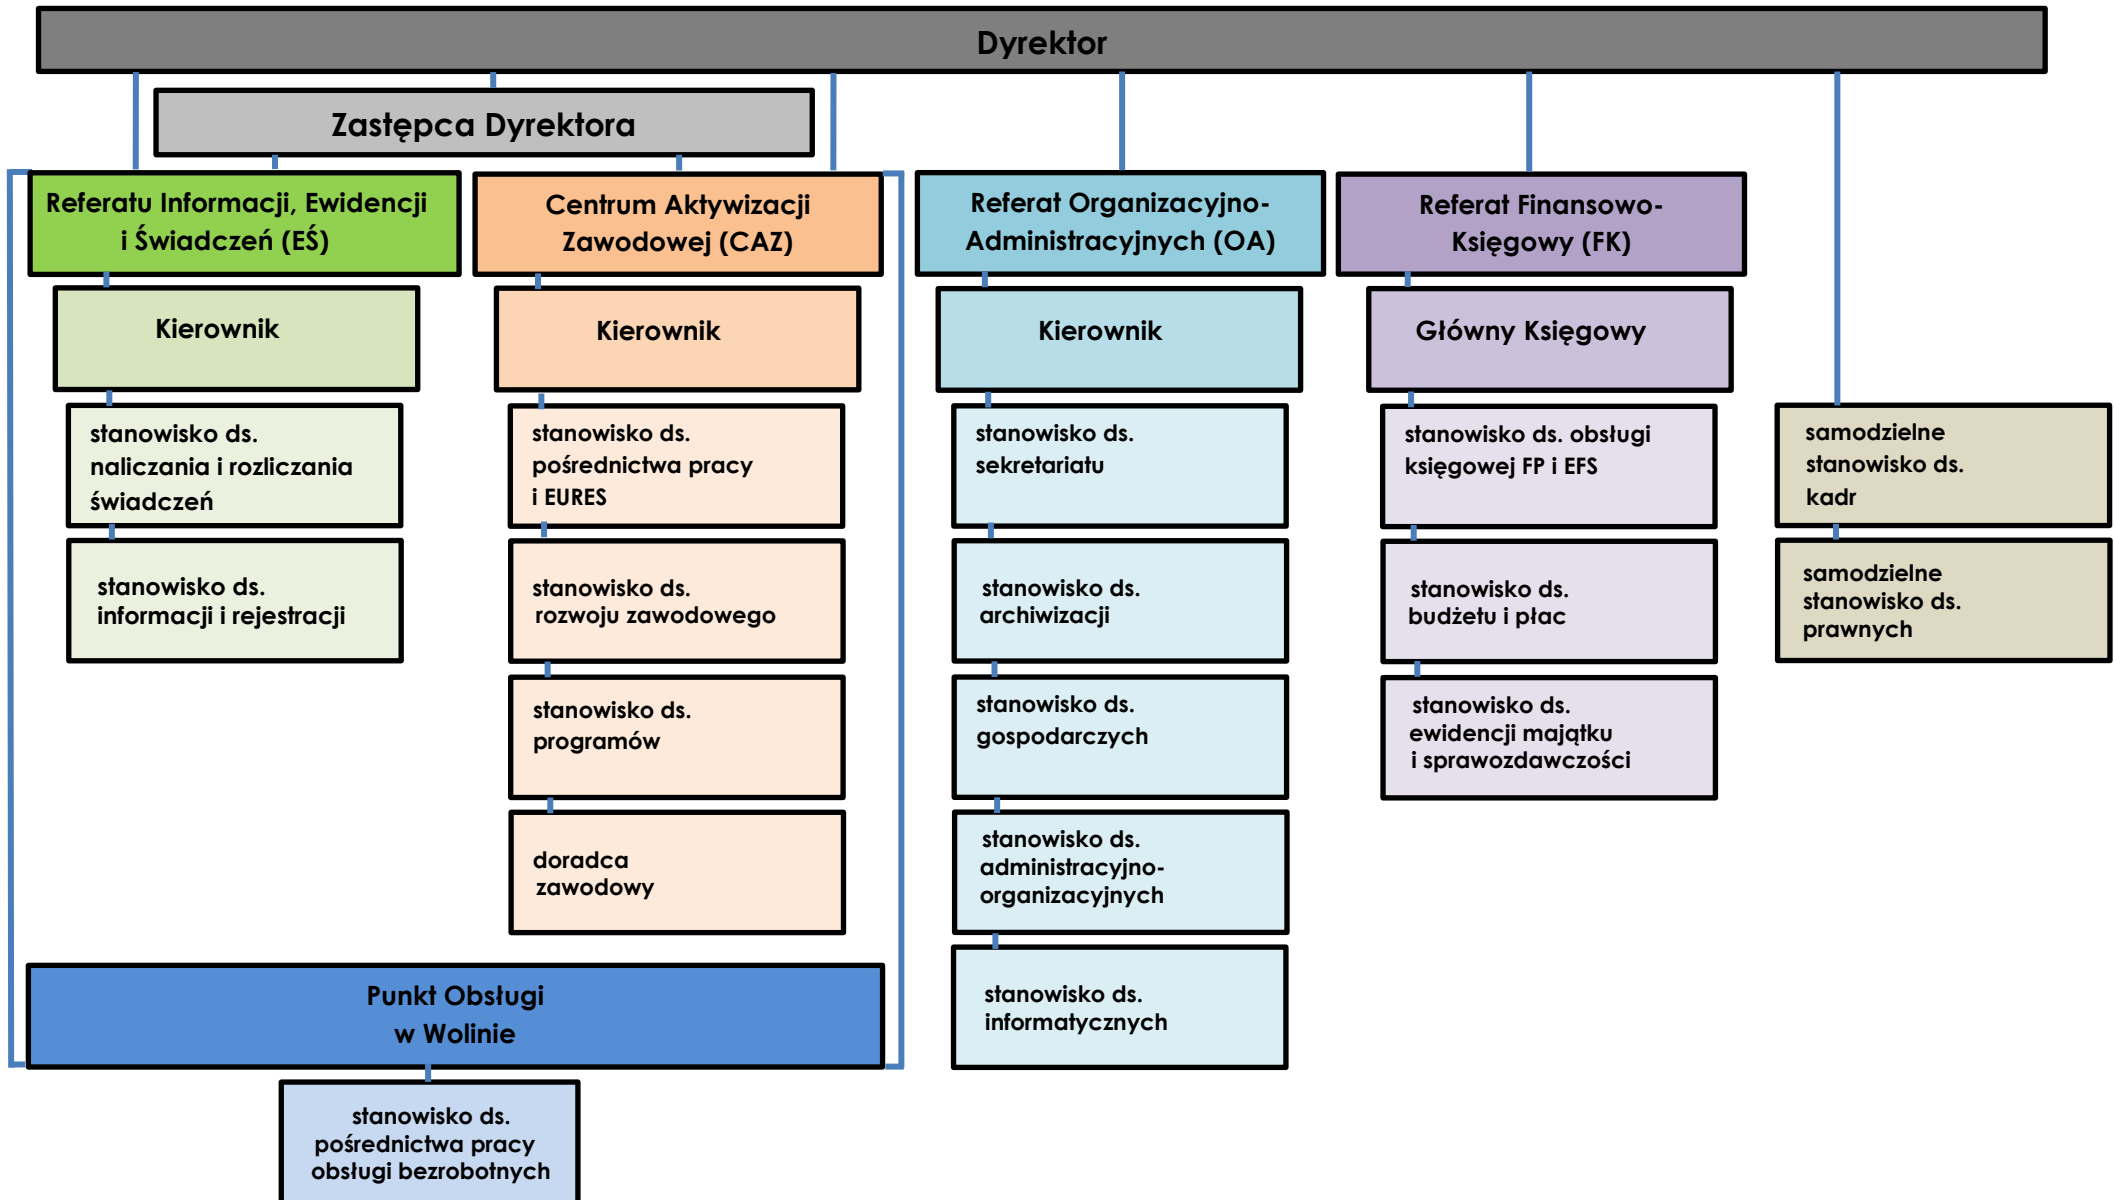 Dyrektor
Zastępca Dyrektora
Referatu Informacji, Ewidencji
i Świadczeń (EŚ)
Kierownik
stanowisko ds.
naliczania i rozliczania
świadczeń
stanowisko ds.
informacji i rejestracji
Centrum Aktywizacji
Zawodowej (CAZ)
Kierownik
stanowisko ds.
pośrednictwa pracy
i EURES
stanowisko ds.
rozwoju zawodowego
stanowisko ds.
programów
doradca
zawodowy
Punkt Obsługi
w Wolinie
stanowisko ds.
pośrednictwa pracy
obsługi bezrobotnych
Referat Organizacyjno-
Administracyjnych (OA)
Kierownik
stanowisko ds.
sekretariatu
stanowisko ds.
archiwizacji
stanowisko ds.
gospodarczych
stanowisko ds.
administracyjno-
organizacyjnych
stanowisko ds.
informatycznych
Referat Finansowo-
Księgowy (FK)
Główny Księgowy
stanowisko ds. obsługi
księgowej FP i EFS
stanowisko ds.
budżetu i płac
stanowisko ds.
ewidencji majątku
i sprawozdawczości
samodzielne
stanowisko ds.
kadr
samodzielne
stanowisko ds.
prawnych